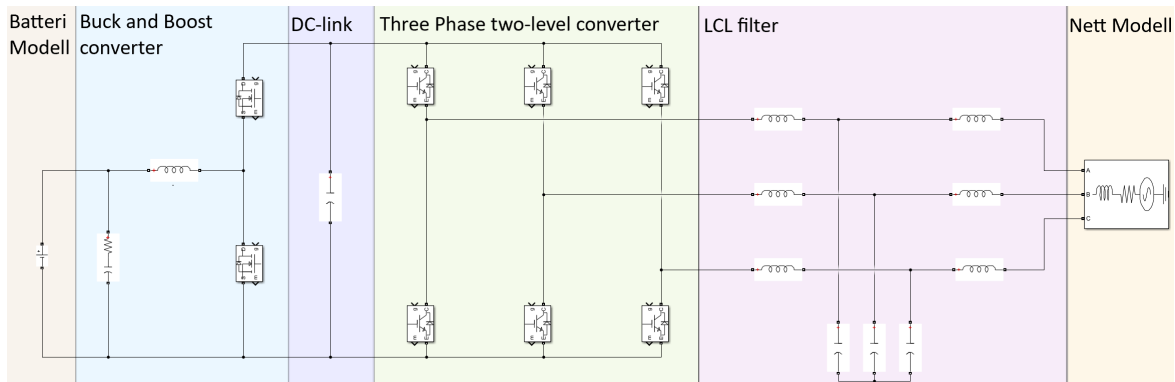 Batteri
Modell
Buck and Boost
converter
DC-link
Three Phase two-level converter
LCL filter
Nett Modell
A
B
C